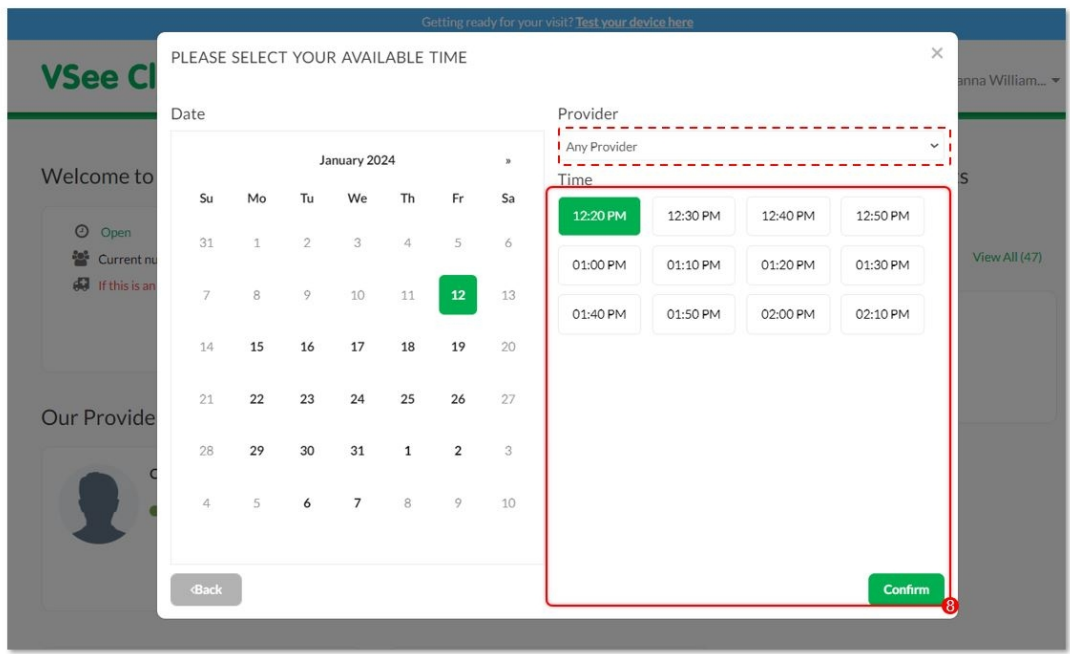 Getting ready for your visit? Test your device here
VSee Cl
anna William...
PLEASE SELECT YOUR AVAILABLE TIME
×
Date
January 2024
»
Su Mo Tu We Th Fr Sa
31 1 2 3 4 5 6
7 8 9 10 11 12 13
14 15 16 17 18 19 20
21 22 23 24 25 26 27
28 29 30 31 1 2 3
4 5 6 7 8 9 10
‹Back
Provider
Any Provider
Time
12:20 PM 12:30 PM 12:40 PM 12:50 PM
01:00 PM 01:10 PM 01:20 PM 01:30 PM
01:40 PM 01:50 PM 02:00 PM 02:10 PM
Confirm
8
Welcome to
Open
Current nu
If this is an
s
View All (47)
Our Provide